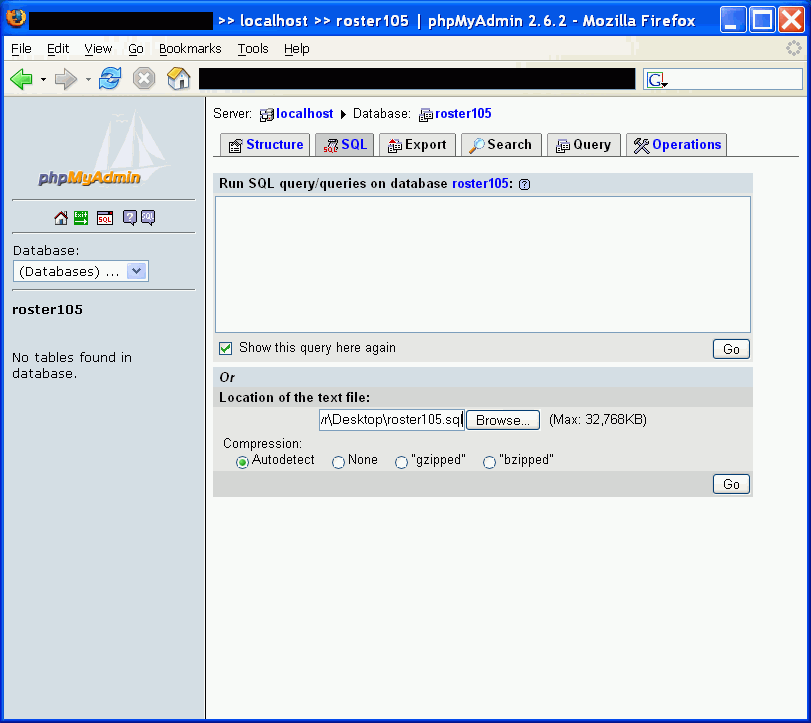 >> localhost >> roster105 | phpMyAdmin 2.6.2 - Mozilla Firefox
File Edit View Go Bookmarks Tools Help
G
phpMyAdmin
Exit SQL ? SQL
Database:
(Databases) ...
roster105
No tables found in
database.
Server: localhost Database: roster105
Structure SQL Export Search Query Operations
Run SQL query/queries on database roster105: ?
Show this query here again Go
Or
Location of the text file:
\Desktop\roster105.sql Browse... (Max: 32,768KB)
Compression:
Autodetect None "gzipped" "bzipped"
Go